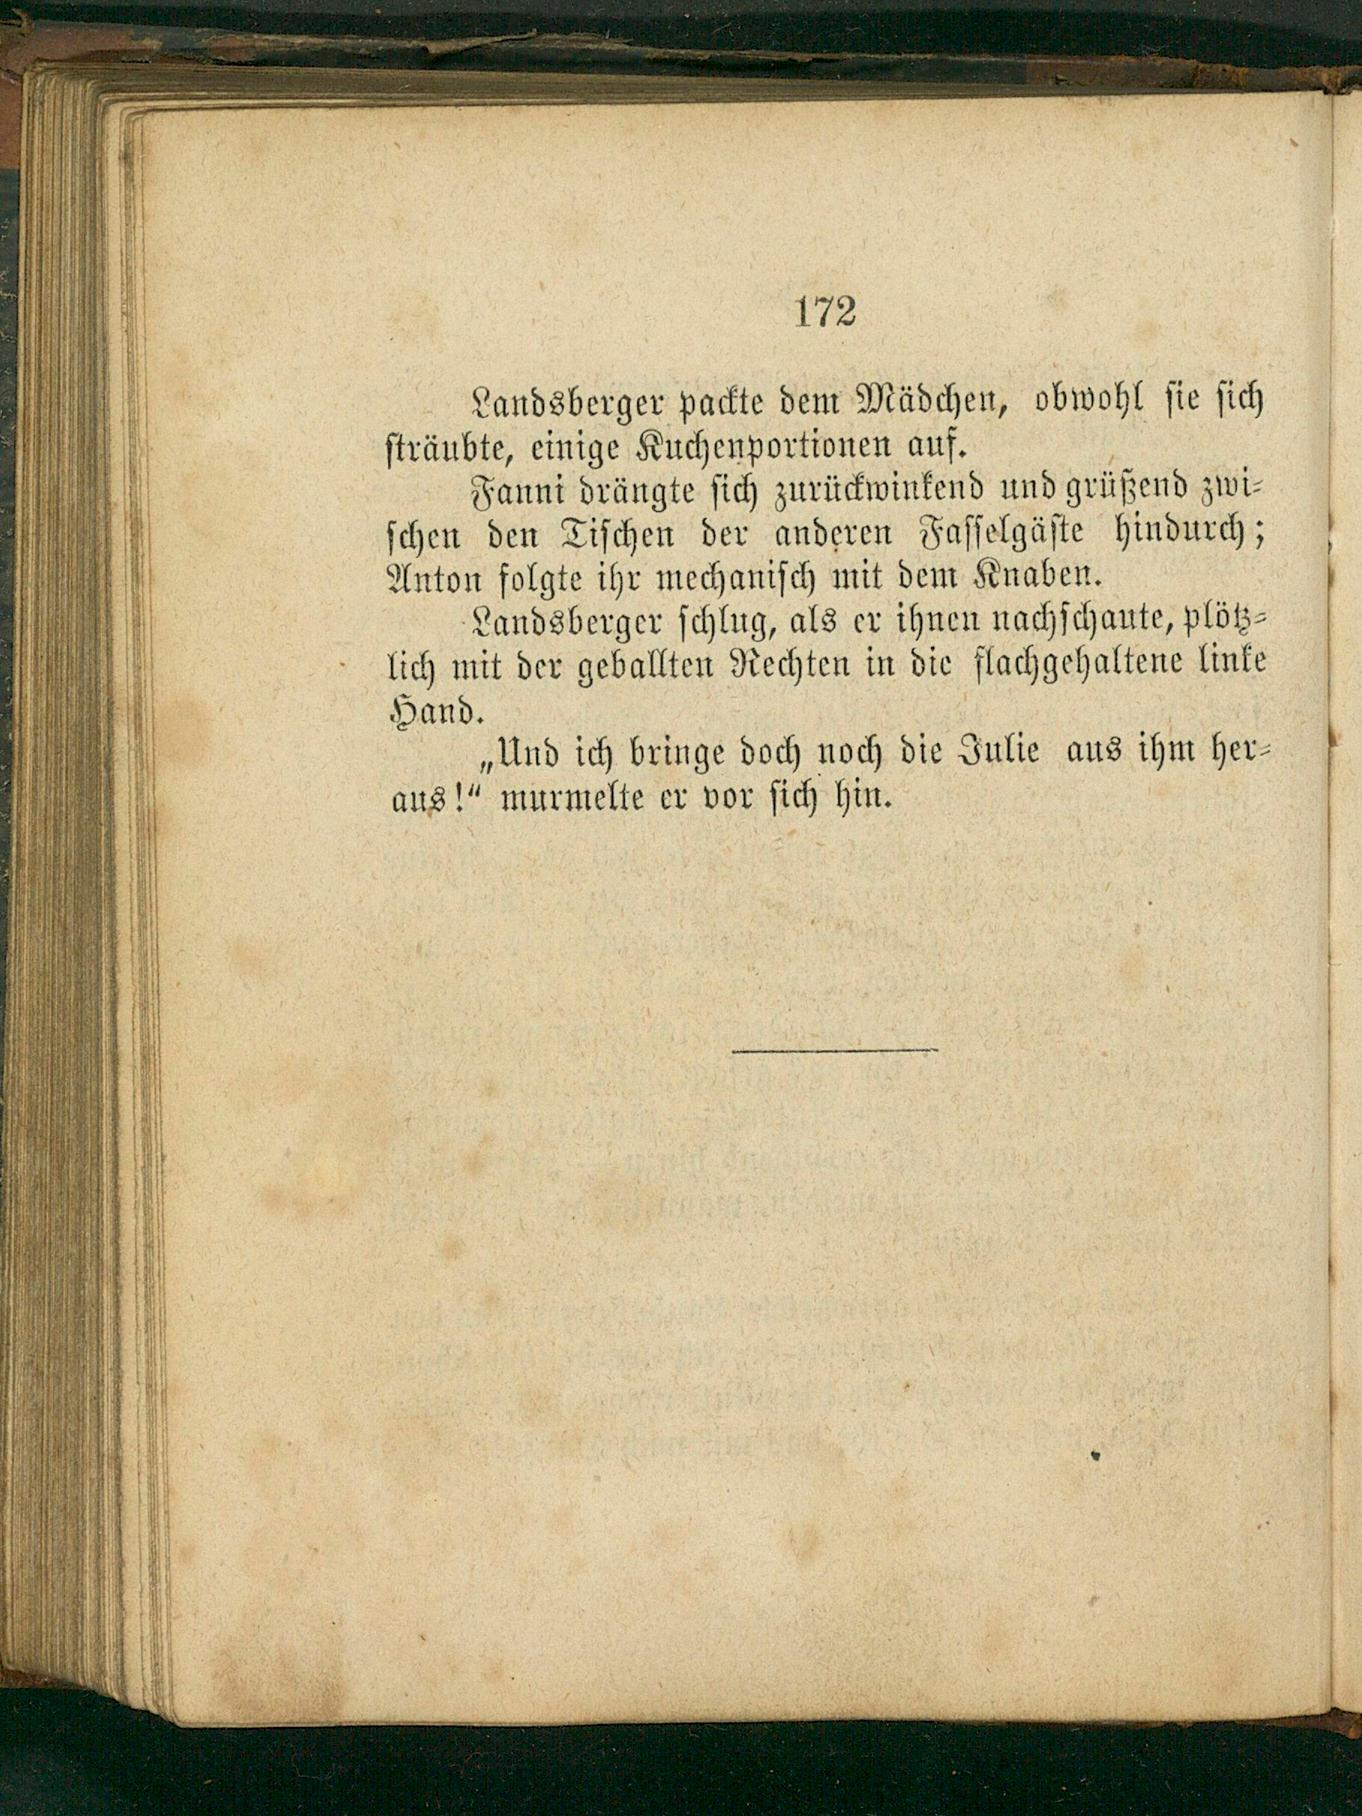 172
Landsberger packte dem Mädchen, obwohl sie sich
sträubte, einige Kuchenportionen auf.
Fanni drängte sich zurückwinkend und grüßend zwi-
schen den Tischen der anderen Fasselgäste hindurch;
Anton folgte ihr mechanisch mit dem Knaben.
Landsberger schlug, als er ihnen nachschaute, plötz-
lich mit der geballten Rechten in die flachgehaltene linke
Hand.
„Und ich bringe doch noch die Julie aus ihm her-
aus!“ murmelte er vor sich hin.